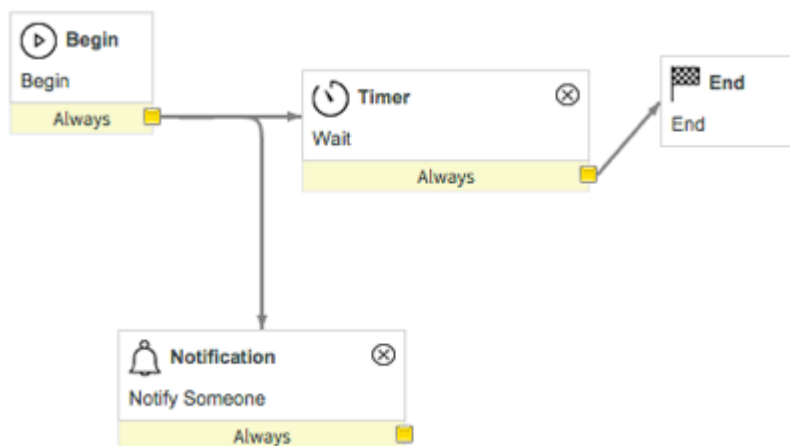 Begin
Begin
Always
Timer
Wait
Always
End
End
Notification
Notify Someone
Always